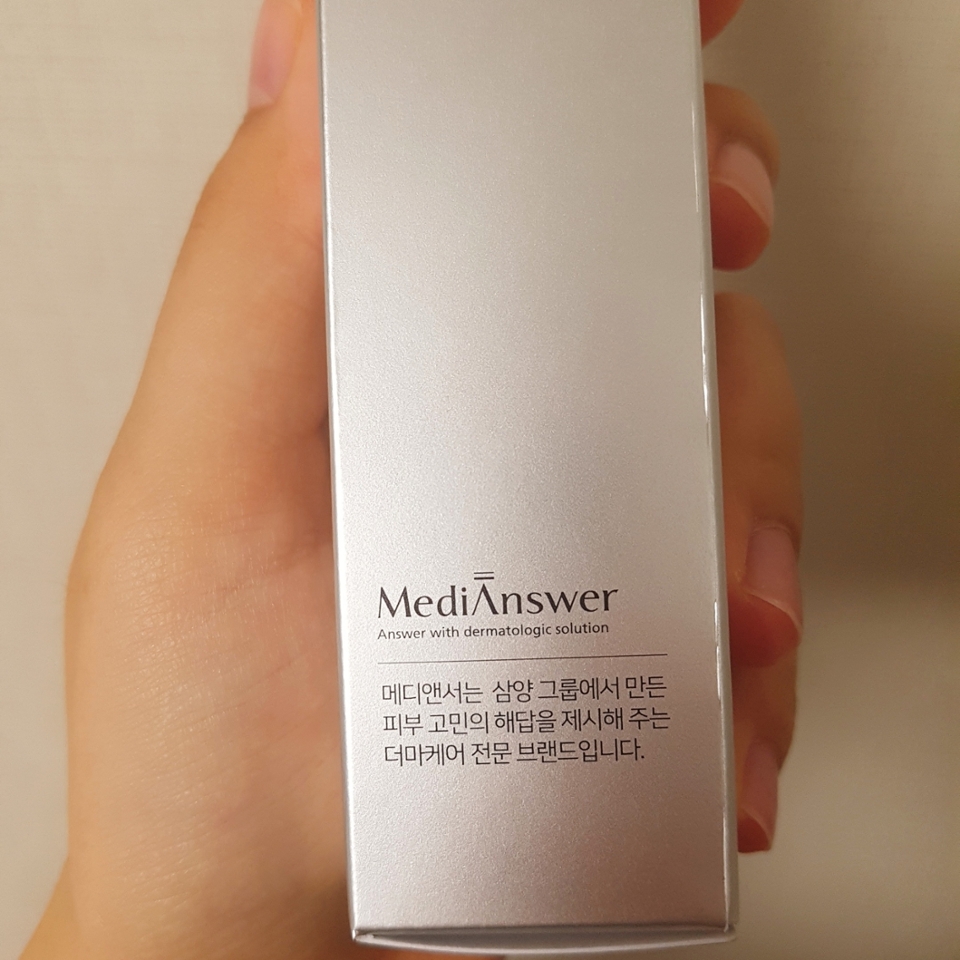 MediAnswer
Answer with dermatologic solution
메디앤서는 삼양 그룹에서 만든
피부 고민의 해답을 제시해 주는
더마케어 전문 브랜드입니다.